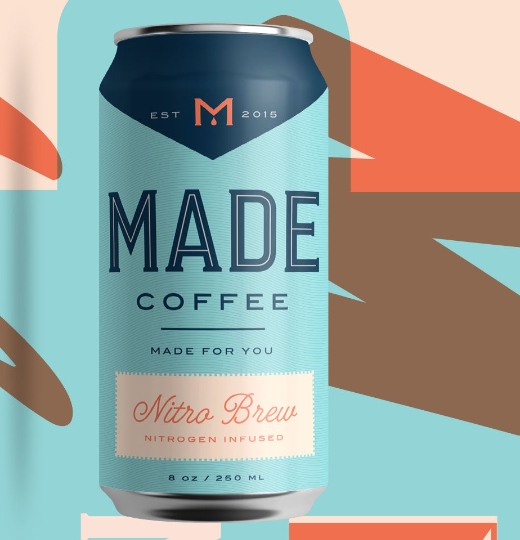 EST M 2015
MADE
COFFEE
MADE FOR YOU
Nitro Brew
NITROGEN INFUSED
8 OZ / 250 ML